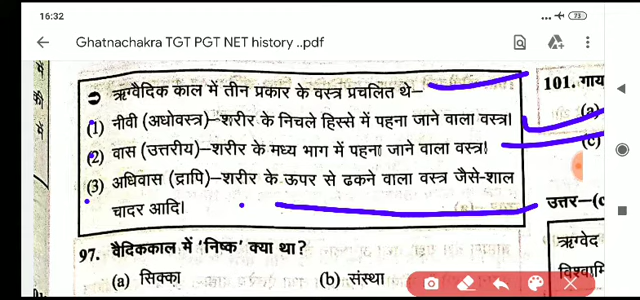 16:32
73
Ghatnachakra TGT PGT NET history ..pdf
ऋग्वैदिक काल में तीन प्रकार के वस्त्र प्रचलित थे–
(1) नीवी (अधोवस्त्र)–शरीर के निचले हिस्से में पहना जाने वाला वस्त्र।
(2) वास (उत्तरीय)–शरीर के मध्य भाग में पहना जाने वाला वस्त्र।
(3) अधिवास (द्रापि)–शरीर के ऊपर से ढकने वाला वस्त्र जैसे-शाल
चादर आदि।
97. वैदिककाल में 'निष्क' क्या था?
(a) सिक्का (b) संस्था
101. गाय
(a)
(c)
उत्तर–(c
ऋग्वेद
विश्वामि